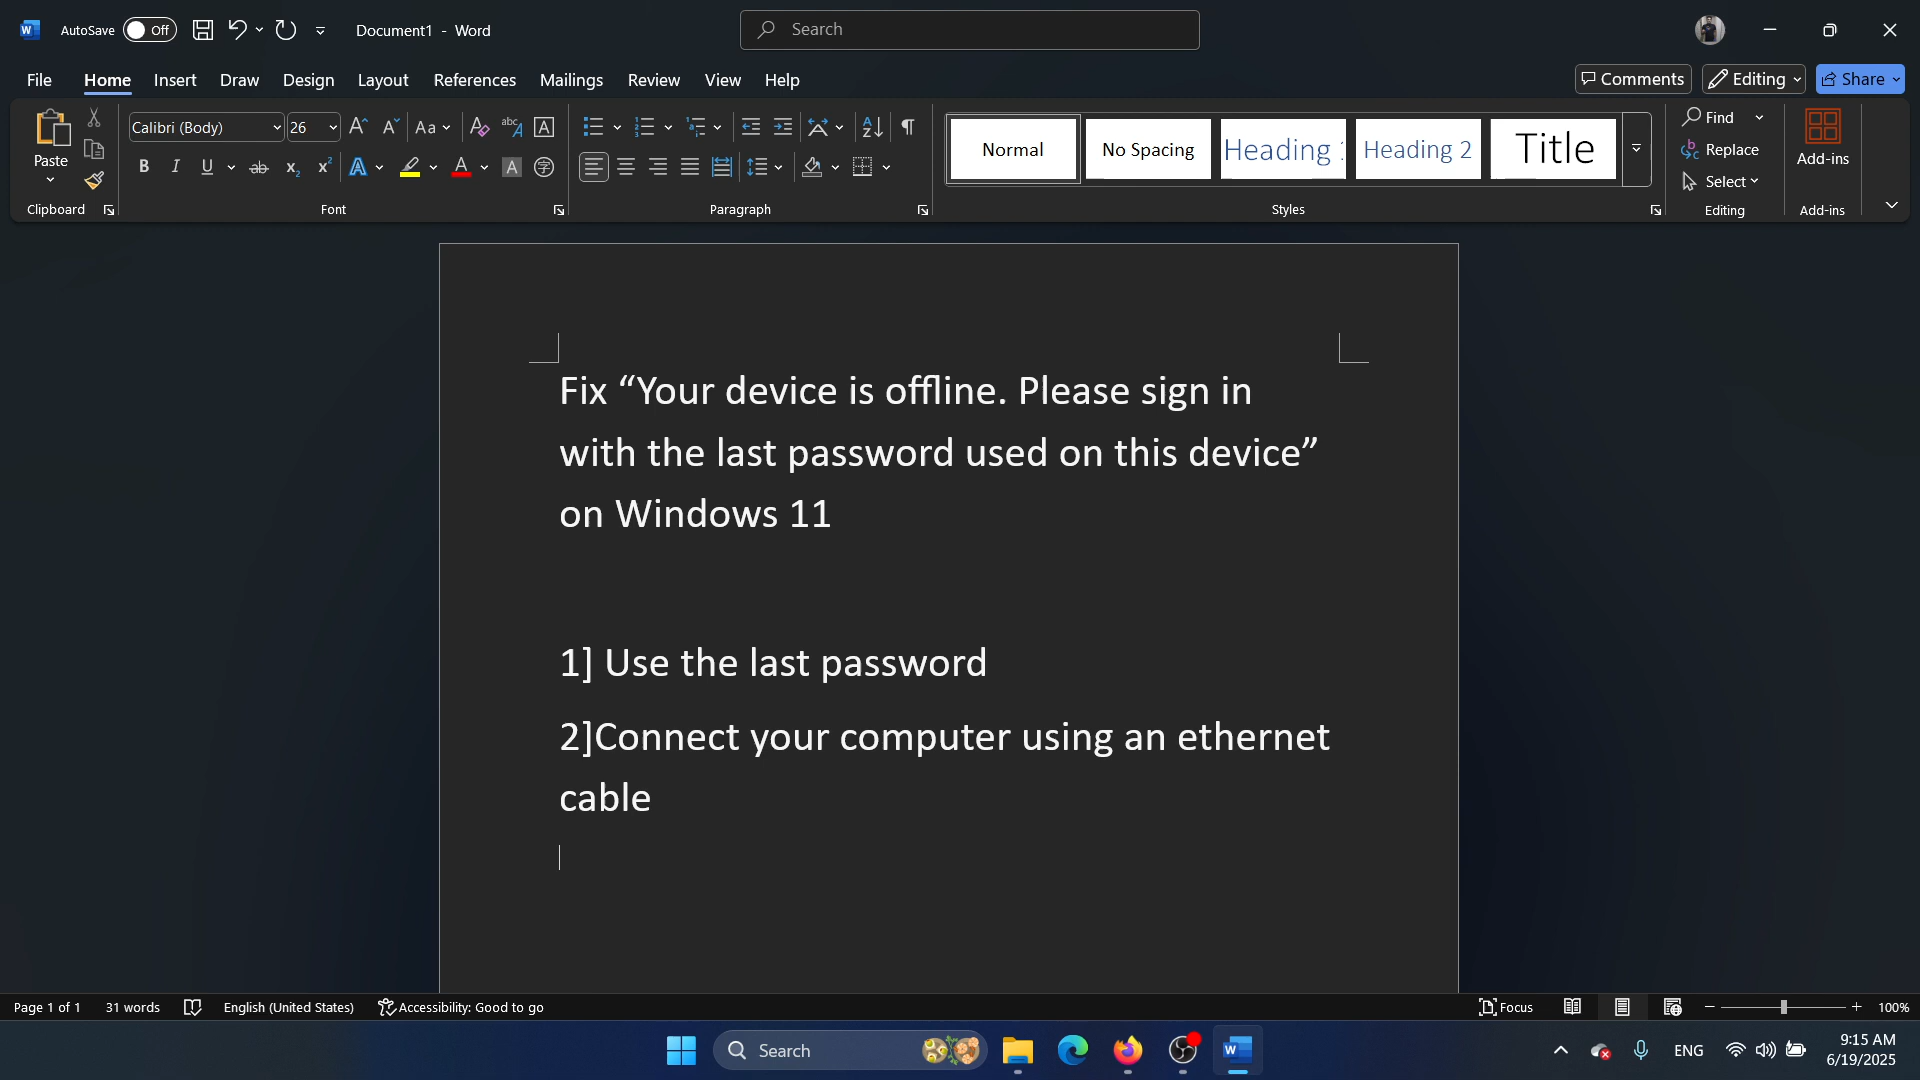 AutoSave Off Document1 - Word Search
File Home Insert Draw Design Layout References Mailings Review View Help Comments Editing Share
Paste Calibri (Body) 26 Aa Normal No Spacing Heading Heading 2 Title Find Replace Select Add-ins
Clipboard Font Paragraph Styles Editing Add-ins
Fix “Your device is offline. Please sign in
with the last password used on this device”
on Windows 11
1] Use the last password
2]Connect your computer using an ethernet
cable
Page 1 of 1 31 words English (United States) Accessibility: Good to go Focus 100%
Search ENG 9:15 AM
6/19/2025